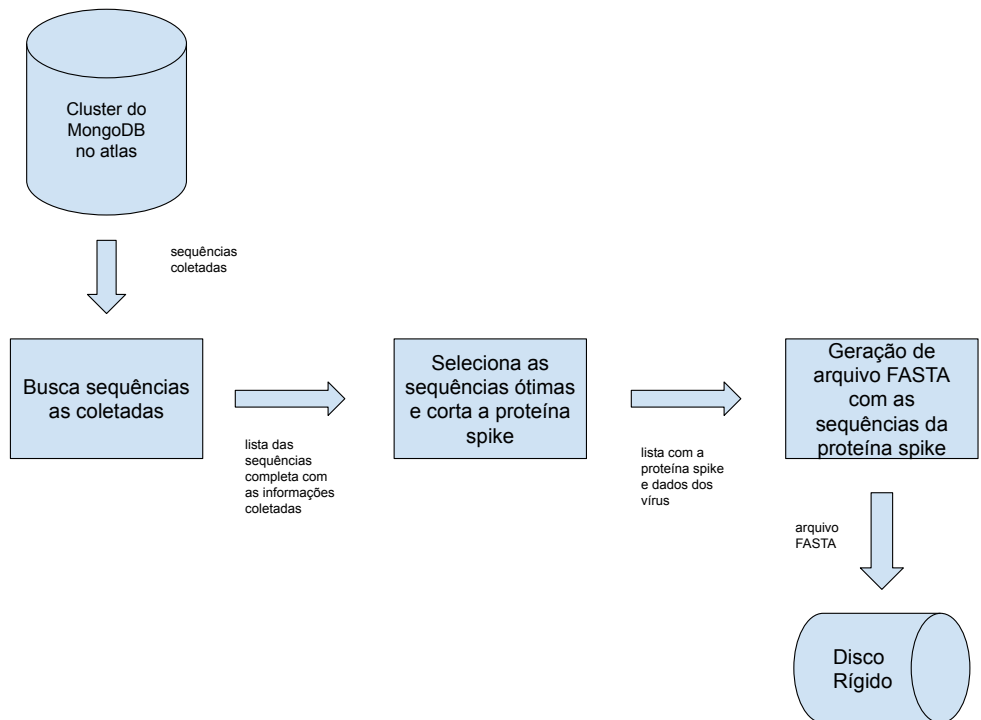 Cluster do
MongoDB
no atlas
sequências
coletadas
Busca sequências
as coletadas
lista das
sequências
completa com
as informações
coletadas
Seleciona as
sequências ótimas
e corta a proteína
spike
lista com a
proteína spike
e dados dos
vírus
Geração de
arquivo FASTA
com as
sequências da
proteína spike
arquivo
FASTA
Disco
Rígido